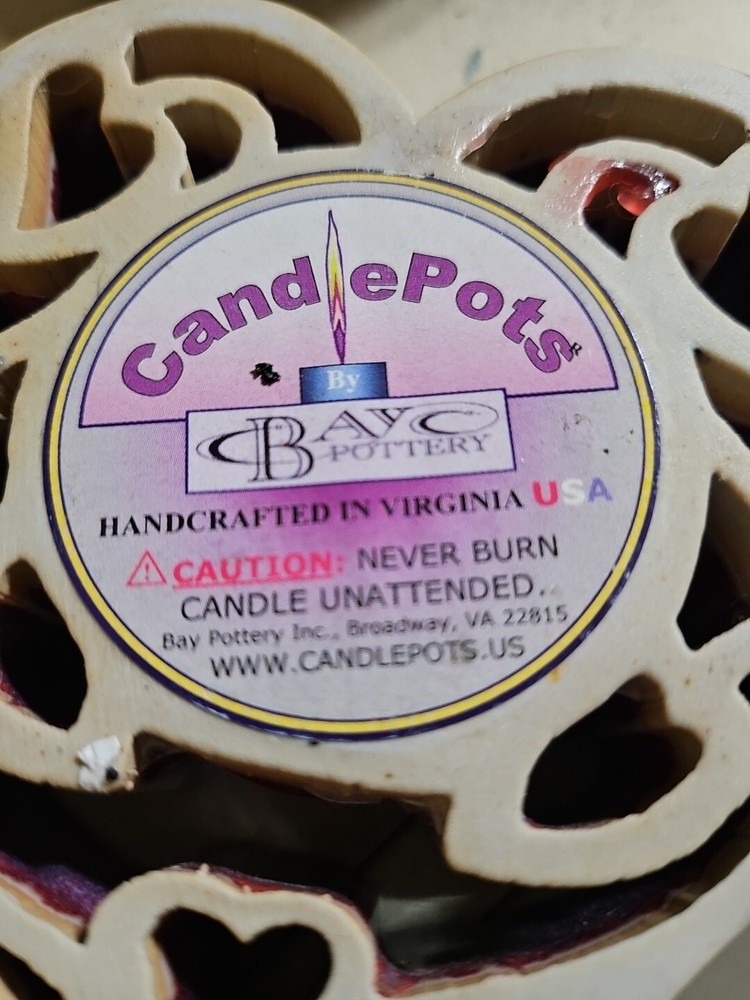 CandlePots
By
BAY
POTTERY
HANDCRAFTED IN VIRGINIA USA
CAUTION: NEVER BURN
CANDLE UNATTENDED.
Bay Pottery Inc., Broadway, VA 22815
WWW.CANDLEPOTS.US